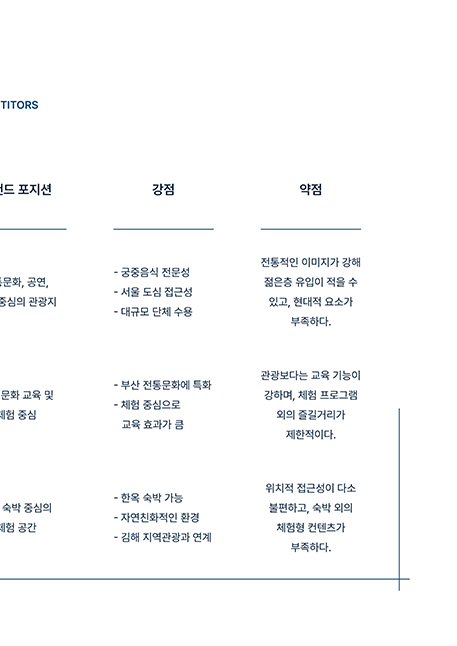 TITORS
드 포지션
강점
약점
문화, 공연,
중심의 관광지
- 궁중음식 전문성
- 서울 도심 접근성
- 대규모 단체 수용
전통적인 이미지가 강해
젊은층 유입이 적을 수
있고, 현대적 요소가
부족하다.
문화 교육 및
체험 중심
- 부산 전통문화에 특화
- 체험 중심으로
교육 효과가 큼
관광보다는 교육 기능이
강하며, 체험 프로그램
외의 즐길거리가
제한적이다.
숙박 중심의
체험 공간
- 한옥 숙박 가능
- 자연친화적인 환경
- 김해 지역관광과 연계
위치적 접근성이 다소
불편하고, 숙박 외의
체험형 컨텐츠가
부족하다.